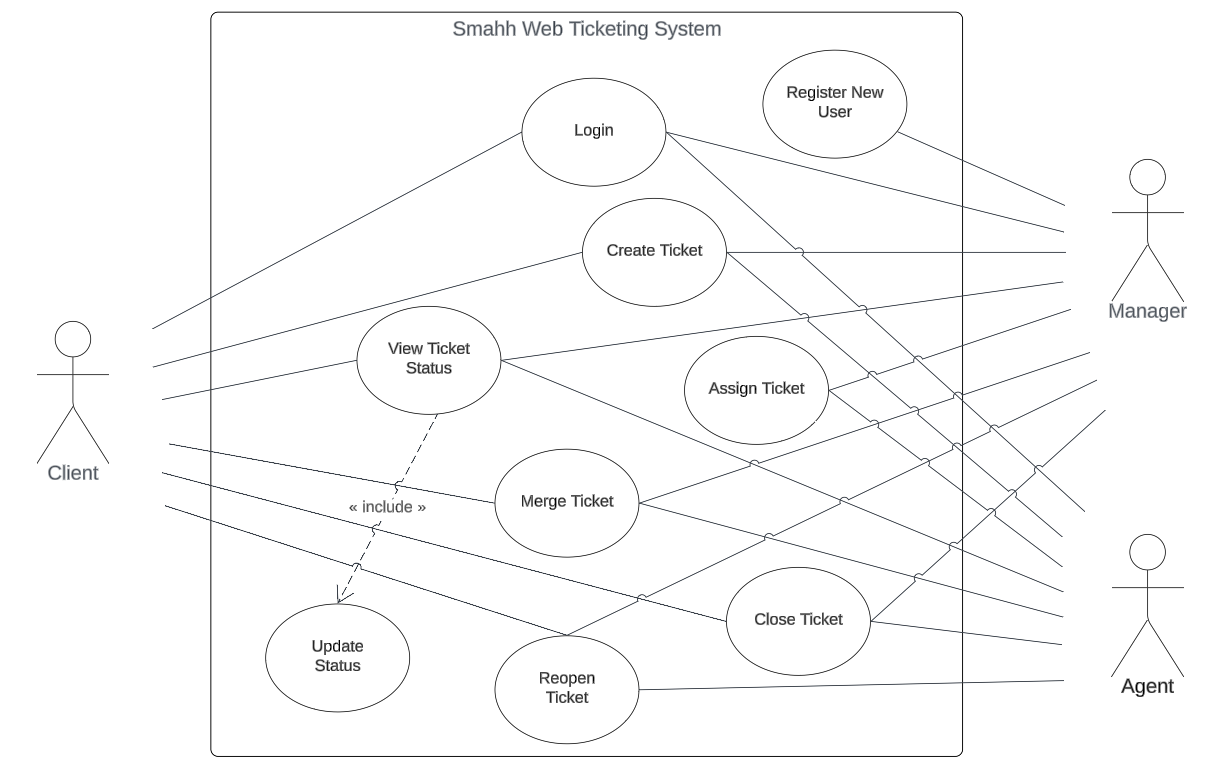 Smahh Web Ticketing System
Register New
User
Login
Create Ticket
View Ticket
Status
Manager
Assign Ticket
Client
Merge Ticket
« include »
Close Ticket
Update
Status
Reopen
Ticket
Agent